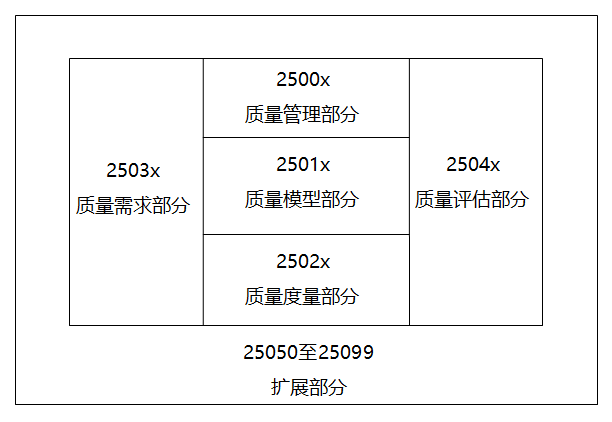 2500x
质量管理部分
2503x
质量需求部分
2501x
质量模型部分
2504x
质量评估部分
2502x
质量度量部分
25050至25099
扩展部分